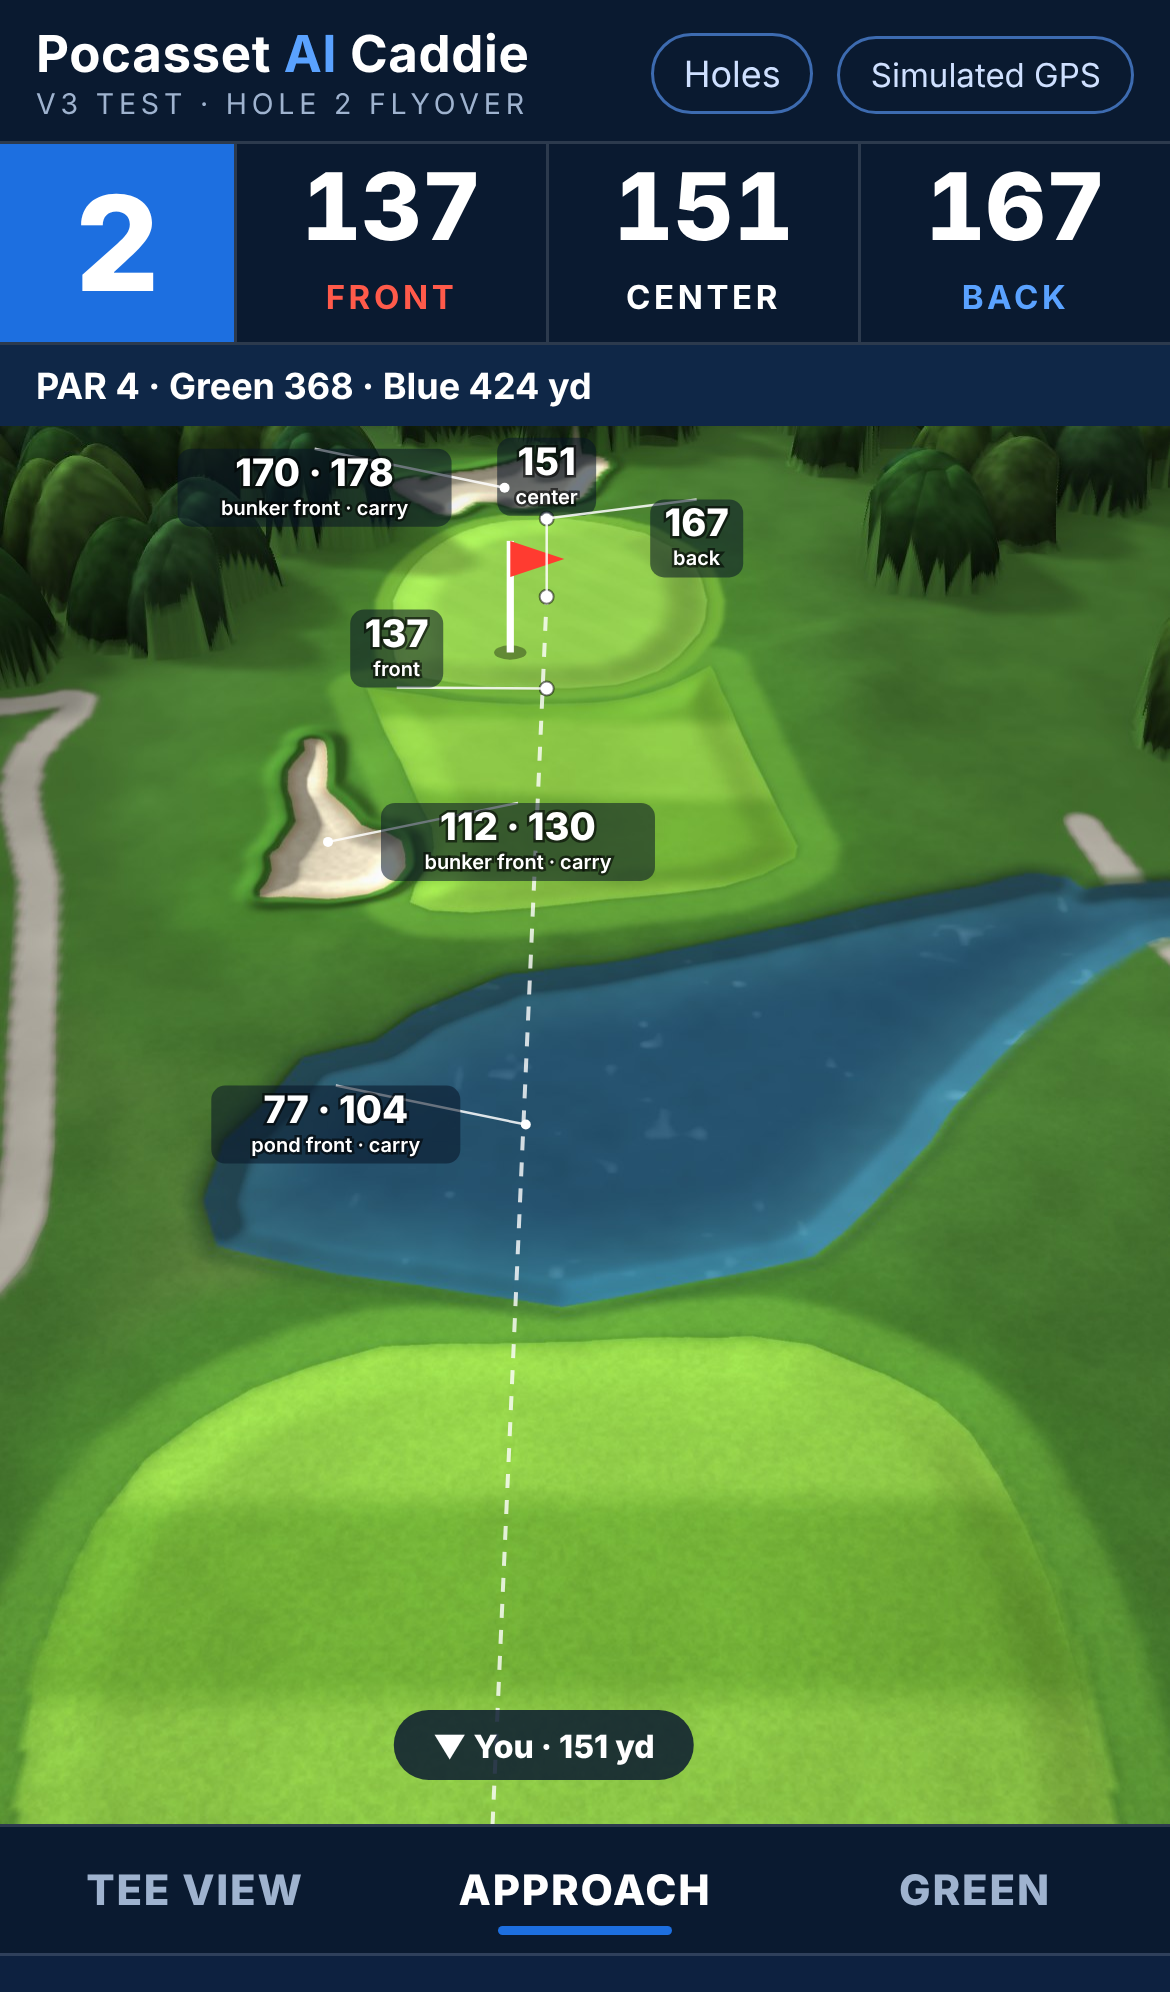 Pocasset AI Caddie
V3 TEST · HOLE 2 FLYOVER
Holes
Simulated GPS
2
137
FRONT
151
CENTER
167
BACK
PAR 4 · Green 368 · Blue 424 yd
170 · 178
bunker front · carry
151
center
167
back
137
front
112 · 130
bunker front · carry
77 · 104
pond front · carry
▼ You · 151 yd
TEE VIEW
APPROACH
GREEN